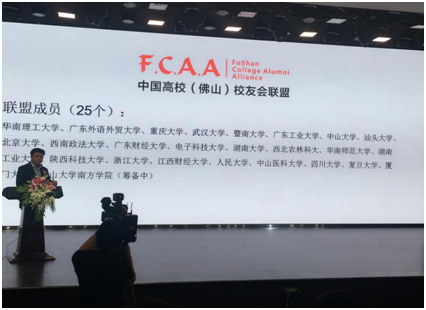 F.C.A.A
FoShan
College Alumni
Alliance
中国高校（佛山）校友会联盟
联盟成员（25个）：
华南理工大学、广东外语外贸大学、重庆大学、武汉大学、暨南大学、广东工业大学、中山大学、汕头大学、
北京大学、西南政法大学、广东财经大学、电子科技大学、湖南大学、西北农林科大、华南师范大学、湖南
工业大学、陕西科技大学、浙江大学、江西财经大学、人民大学、中山医科大学、四川大学、复旦大学、厦
门大 山大学南方学院（筹备中）